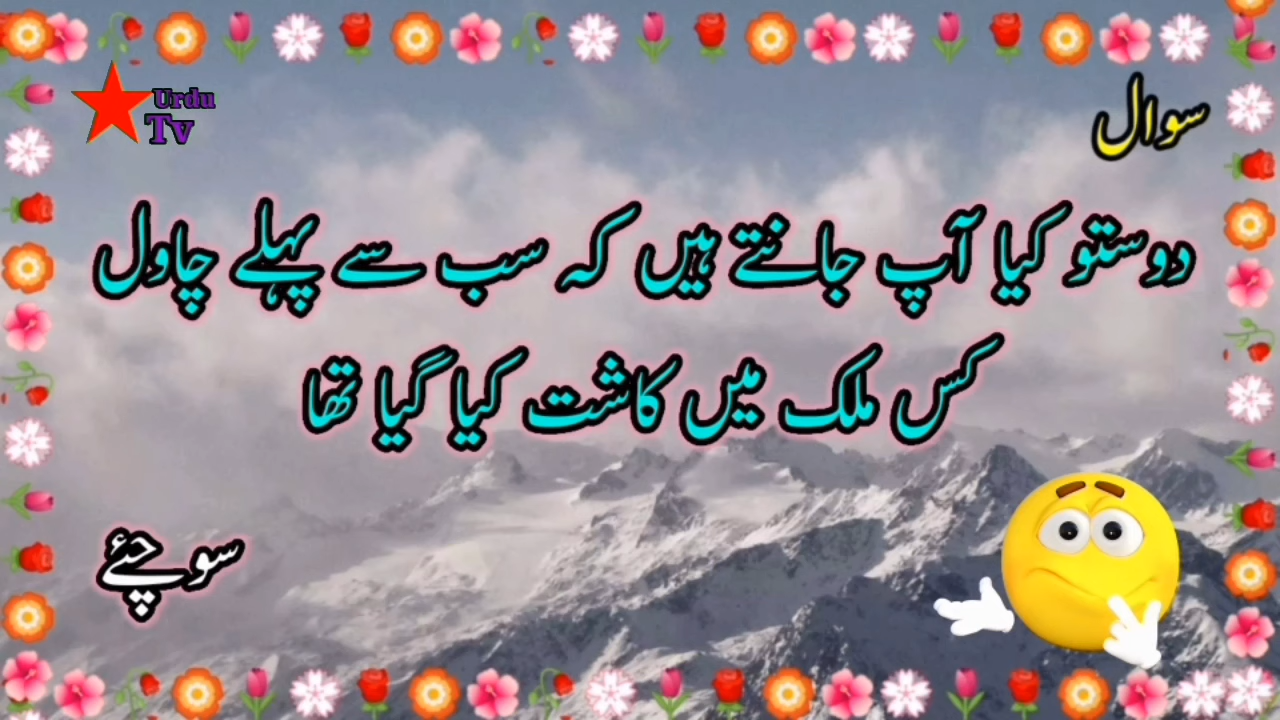 Urdu
Tv
سوال
دوستو کیا آپ جانتے ہیں کہ سب سے پہلے چاول
کس ملک میں کاشت کیا گیا تھا
سوچئے